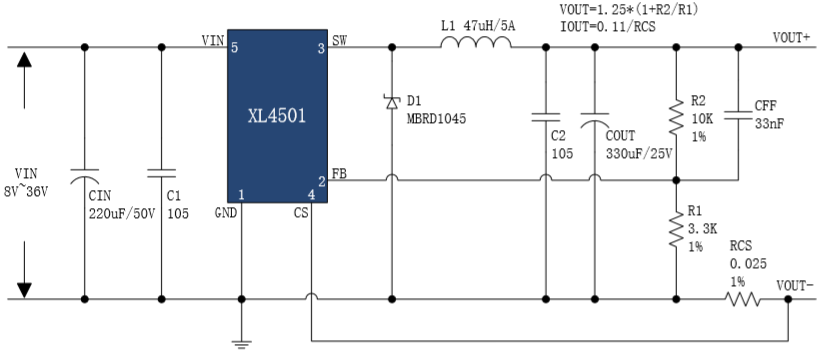 VOUT=1.25*(1+R2/R1)
IOUT=0.11/RCS
L1 47uH/5A
VOUT+
VIN
5
3
SW
XL4501
D1
MBRD1045
C2
105
COUT
330uF/25V
R2
10K
1%
CFF
33nF
VIN
8V~36V
CIN
220uF/50V
C1
105
2
FB
1
4
GND
CS
R1
3.3K
1%
RCS
0.025
1%
VOUT-